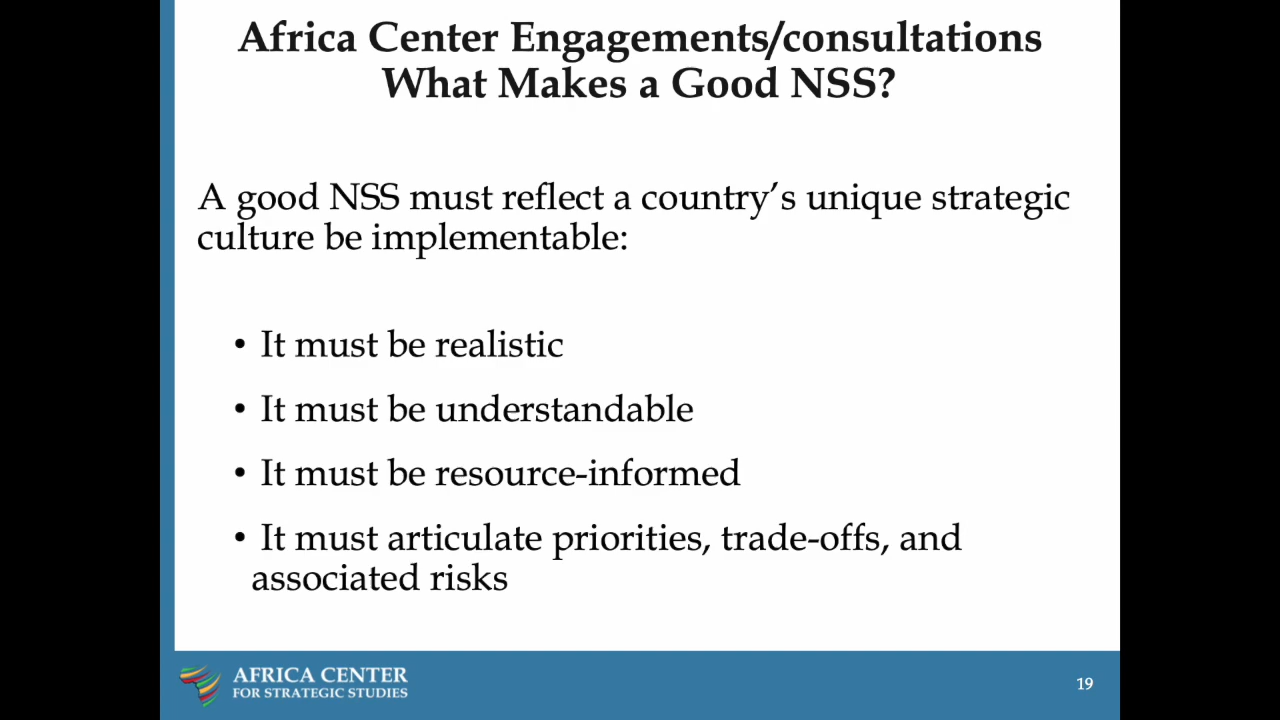 Africa Center Engagements/consultations
What Makes a Good NSS?
A good NSS must reflect a country’s unique strategic
culture be implementable:
• It must be realistic
• It must be understandable
• It must be resource-informed
• It must articulate priorities, trade-offs, and
associated risks
AFRICA CENTER
FOR STRATEGIC STUDIES
19